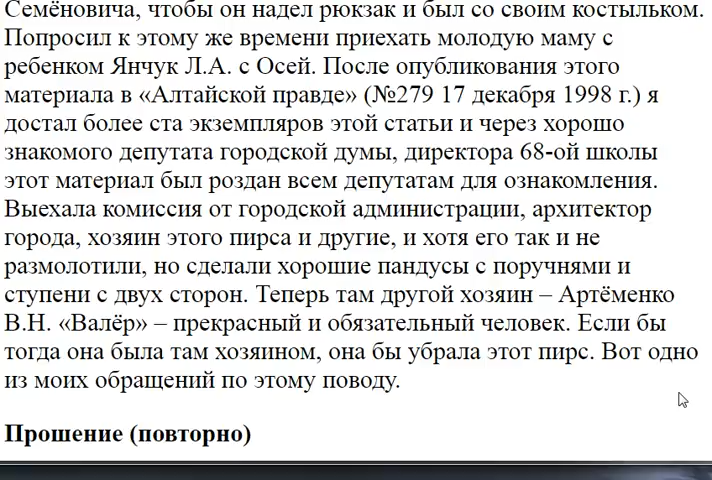 Семёновича, чтобы он надел рюкзак и был со своим костыльком.
Попросил к этому же времени приехать молодую маму с
ребенком Янчук Л.А. с Осей. После опубликования этого
материала в «Алтайской правде» (№279 17 декабря 1998 г.) я
достал более ста экземпляров этой статьи и через хорошо
знакомого депутата городской думы, директора 68-ой школы
этот материал был роздан всем депутатам для ознакомления.
Выехала комиссия от городской администрации, архитектор
города, хозяин этого пирса и другие, и хотя его так и не
размолотили, но сделали хорошие пандусы с поручнями и
ступени с двух сторон. Теперь там другой хозяин – Артёменко
В.Н. «Валёр» – прекрасный и обязательный человек. Если бы
тогда она была там хозяином, она бы убрала этот пирс. Вот одно
из моих обращений по этому поводу.
Прошение (повторно)